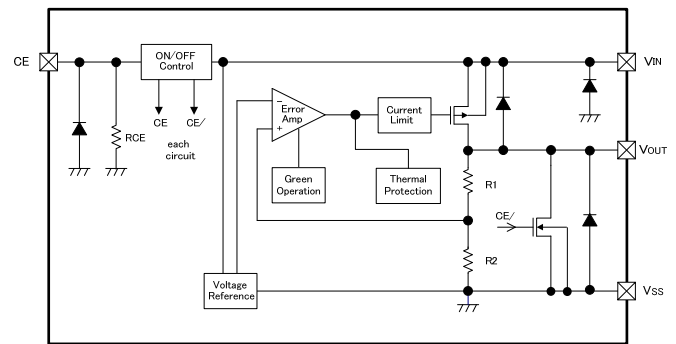 CE
ON/OFF
Control
VIN
CE
CE/
each
circuit
RCE
−
Error
Amp
+
Current
Limit
Green
Operation
Thermal
Protection
VOUT
R1
CE/
R2
Voltage
Reference
VSS